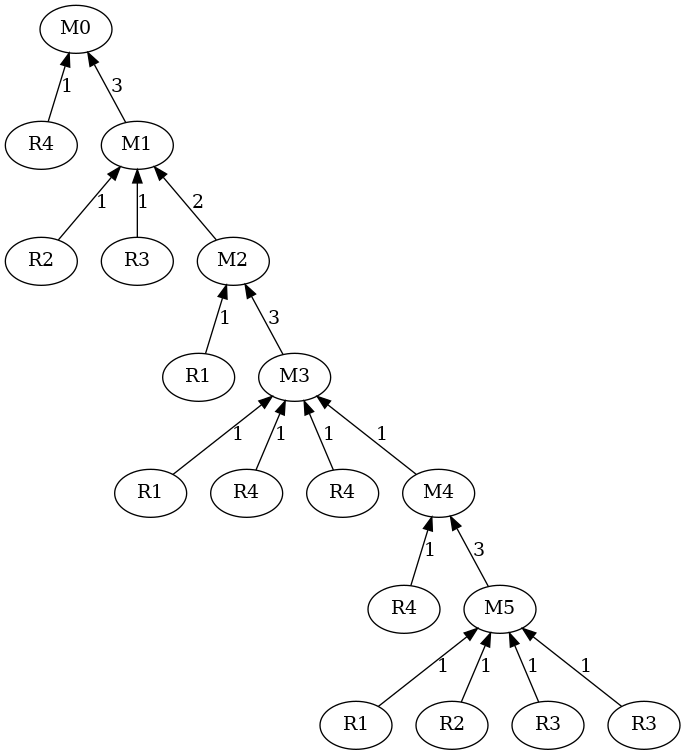 M0
1 3
R4 M1
1 1 2
R2 R3 M2
1 3
R1 M3
1 1 1 1
R1 R4 R4 M4
1 3
R4 M5
1 1 1 1
R1 R2 R3 R3